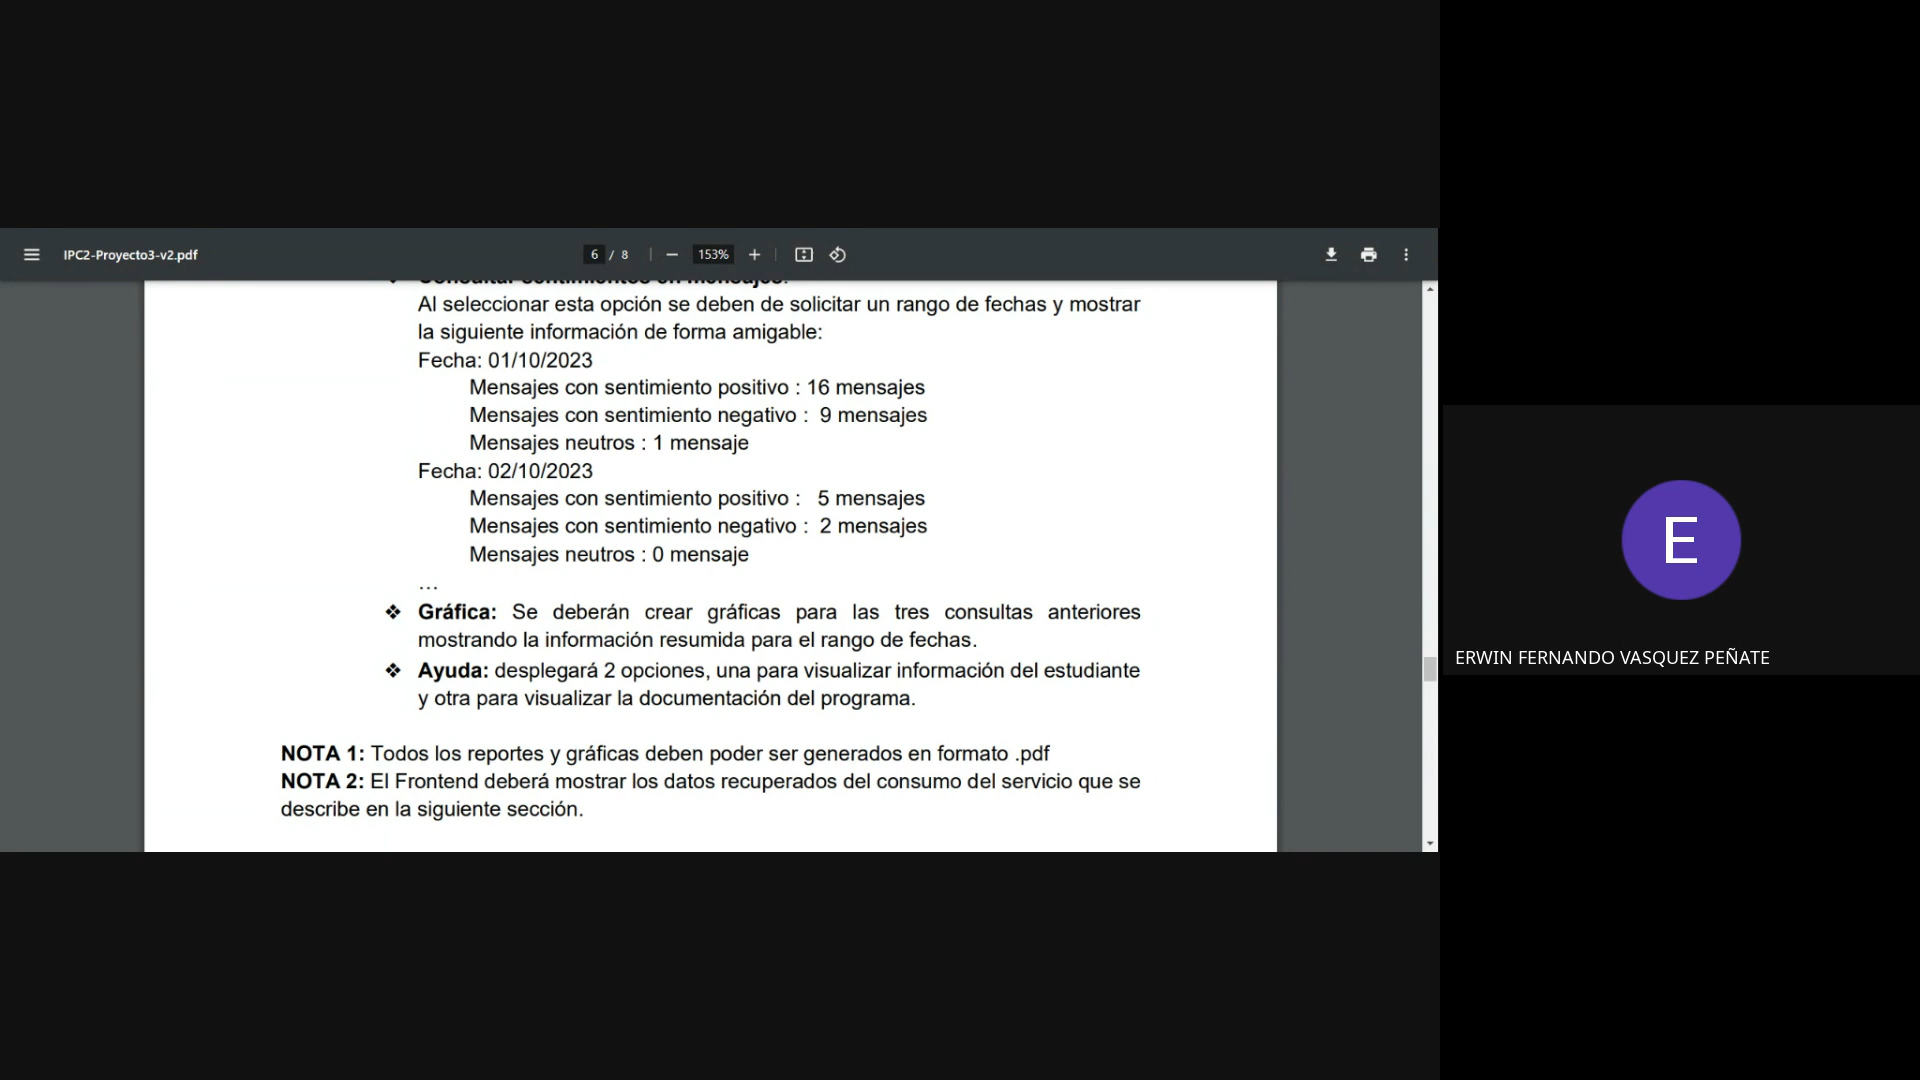 IPC2-Proyecto3-v2.pdf
6 / 8
153%
Consultar sentimientos en mensajes:
Al seleccionar esta opción se deben de solicitar un rango de fechas y mostrar
la siguiente información de forma amigable:
Fecha: 01/10/2023
Mensajes con sentimiento positivo : 16 mensajes
Mensajes con sentimiento negativo : 9 mensajes
Mensajes neutros : 1 mensaje
Fecha: 02/10/2023
Mensajes con sentimiento positivo : 5 mensajes
Mensajes con sentimiento negativo : 2 mensajes
Mensajes neutros : 0 mensaje
…
❖ Gráfica: Se deberán crear gráficas para las tres consultas anteriores
mostrando la información resumida para el rango de fechas.
❖ Ayuda: desplegará 2 opciones, una para visualizar información del estudiante
y otra para visualizar la documentación del programa.
NOTA 1: Todos los reportes y gráficas deben poder ser generados en formato .pdf
NOTA 2: El Frontend deberá mostrar los datos recuperados del consumo del servicio que se
describe en la siguiente sección.
E
ERWIN FERNANDO VASQUEZ PEÑATE